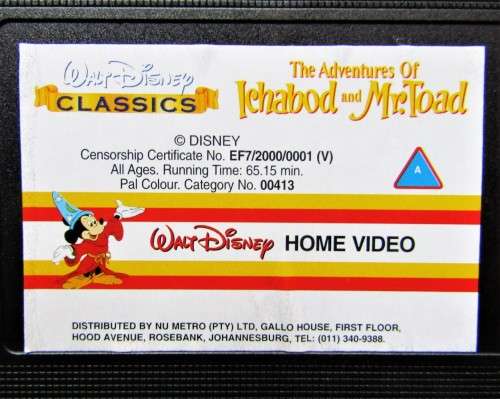 Walt Disney
CLASSICS
The Adventures Of
Ichabod and Mr. Toad
© DISNEY
Censorship Certificate No. EF7/2000/0001 (V)
All Ages. Running Time: 65.15 min.
Pal Colour. Category No. 00413
A
Walt Disney HOME VIDEO
DISTRIBUTED BY NU METRO (PTY) LTD, GALLO HOUSE, FIRST FLOOR,
HOOD AVENUE, ROSEBANK, JOHANNESBURG, TEL: (011) 340-9388.